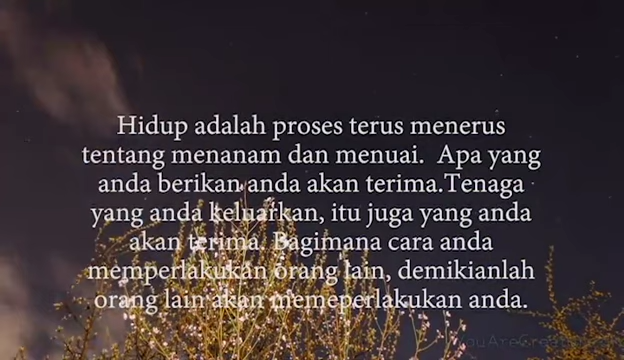 Hidup adalah proses terus menerus
tentang menanam dan menuai.  Apa yang
anda berikan anda akan terima.Tenaga
yang anda keluarkan, itu juga yang anda
akan terima. Bagimana cara anda
memperlakukan orang lain, demikianlah
orang lain akan memeperlakukan anda.